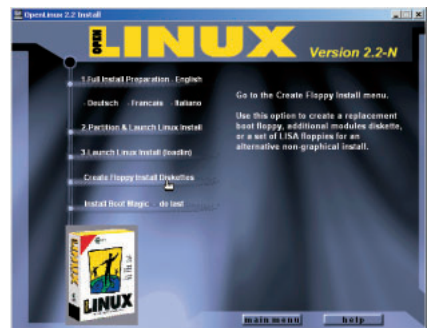 OpenLinux 2.2 Install
OPEN LINUX
Version 2.2-N
1.Full Install Preparation - English
- Deutsch - Francais - Italiano
2.Partition & Launch Linux Install
3.Launch Linux Install (loadlin)
Create Floppy Install Diskettes
Install Boot Magic - do last
Go to the Create Floppy Install menu.
Use this option to create a replacement
boot floppy, additional modules diskette,
or a set of LISA floppies for an
alternative non-graphical install.
LINUX
LINUX
main menu
help